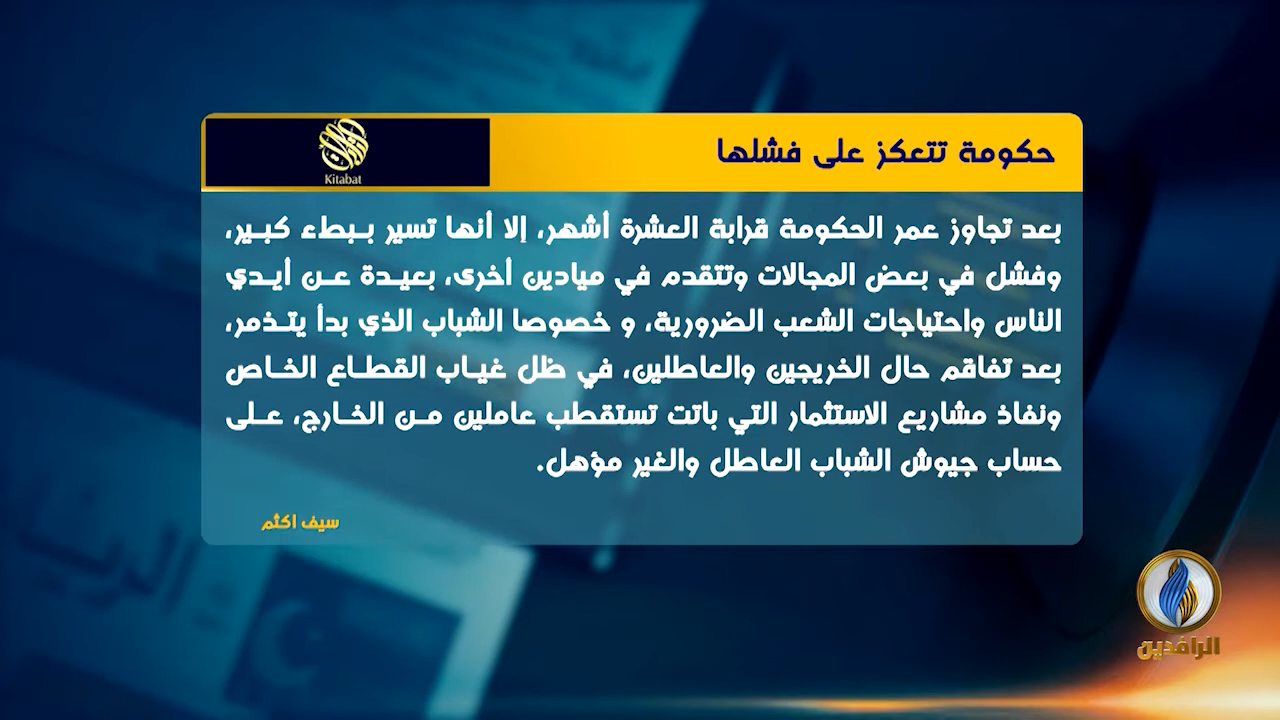 حكومة تتعكز على فشلها
Kitabat
بعد تجاوز عمر الحكومة قرابة العشرة أشهر، إلا أنها تسير ببطء كبير،
وفشل في بعض المجالات وتتقدم في ميادين أخرى، بعيدة عن أيدي
الناس واحتياجات الشعب الضرورية، و خصوصا الشباب الذي بدأ يتذمر،
بعد تفاقم حال الخريجين والعاطلين، في ظل غياب القطاع الخاص
ونفاذ مشاريع الاستثمار التي باتت تستقطب عاملين من الخارج، على
حساب جيوش الشباب العاطل والغير مؤهل.
سيف اكثم
الرافدين